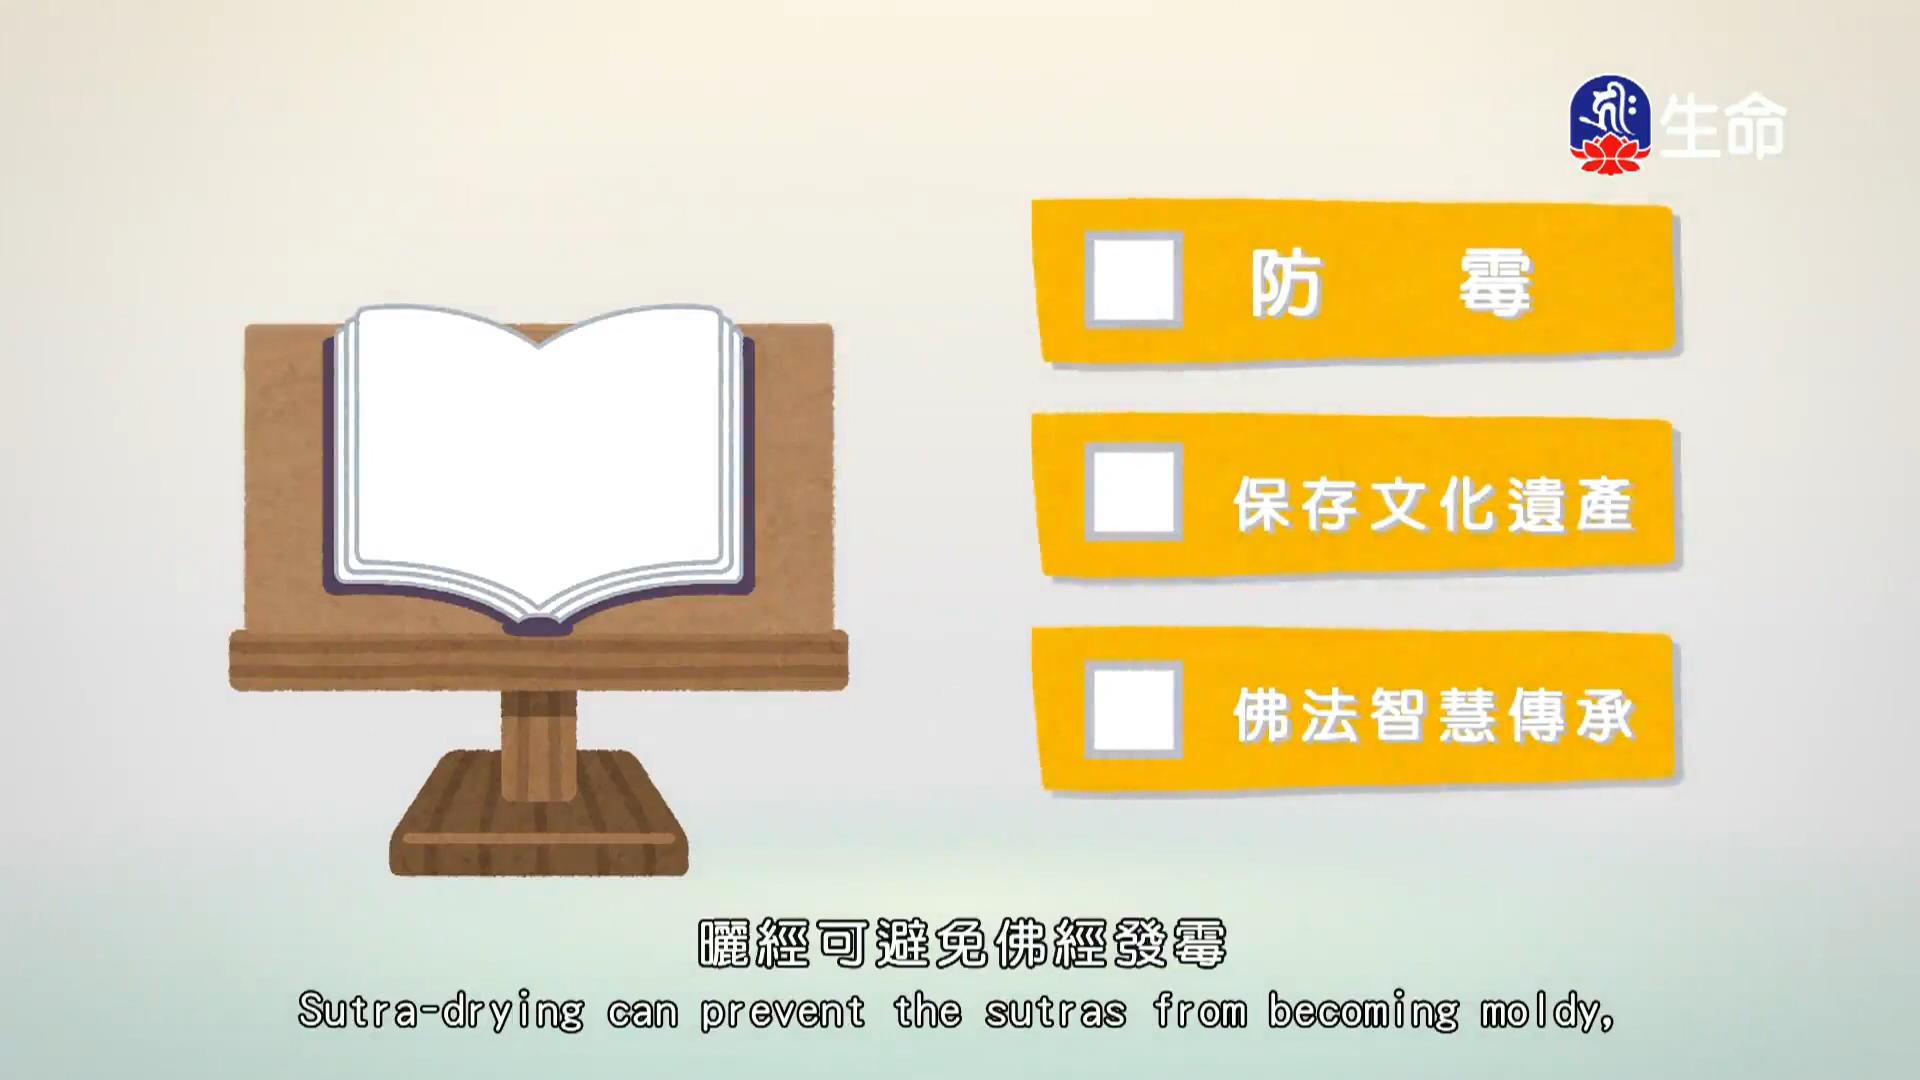 生命
防霉
保存文化遺產
佛法智慧傳承
曬經可避免佛經發霉
Sutra-drying can prevent the sutras from becoming moldy,